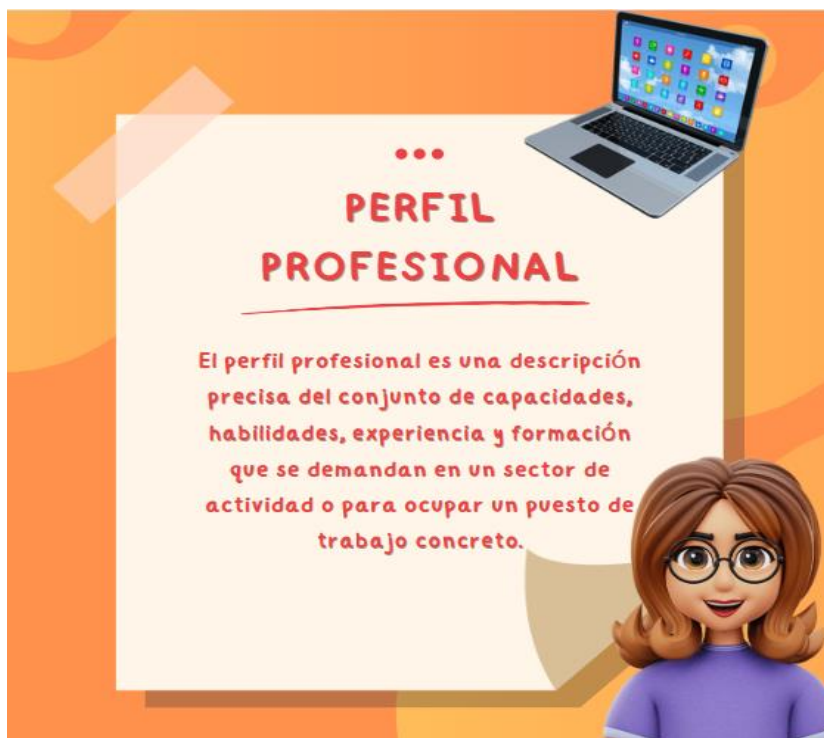 PERFIL
PROFESIONAL
El perfil profesional es una descripción
precisa del conjunto de capacidades,
habilidades, experiencia y formación
que se demandan en un sector de
actividad o para ocupar un puesto de
trabajo concreto.